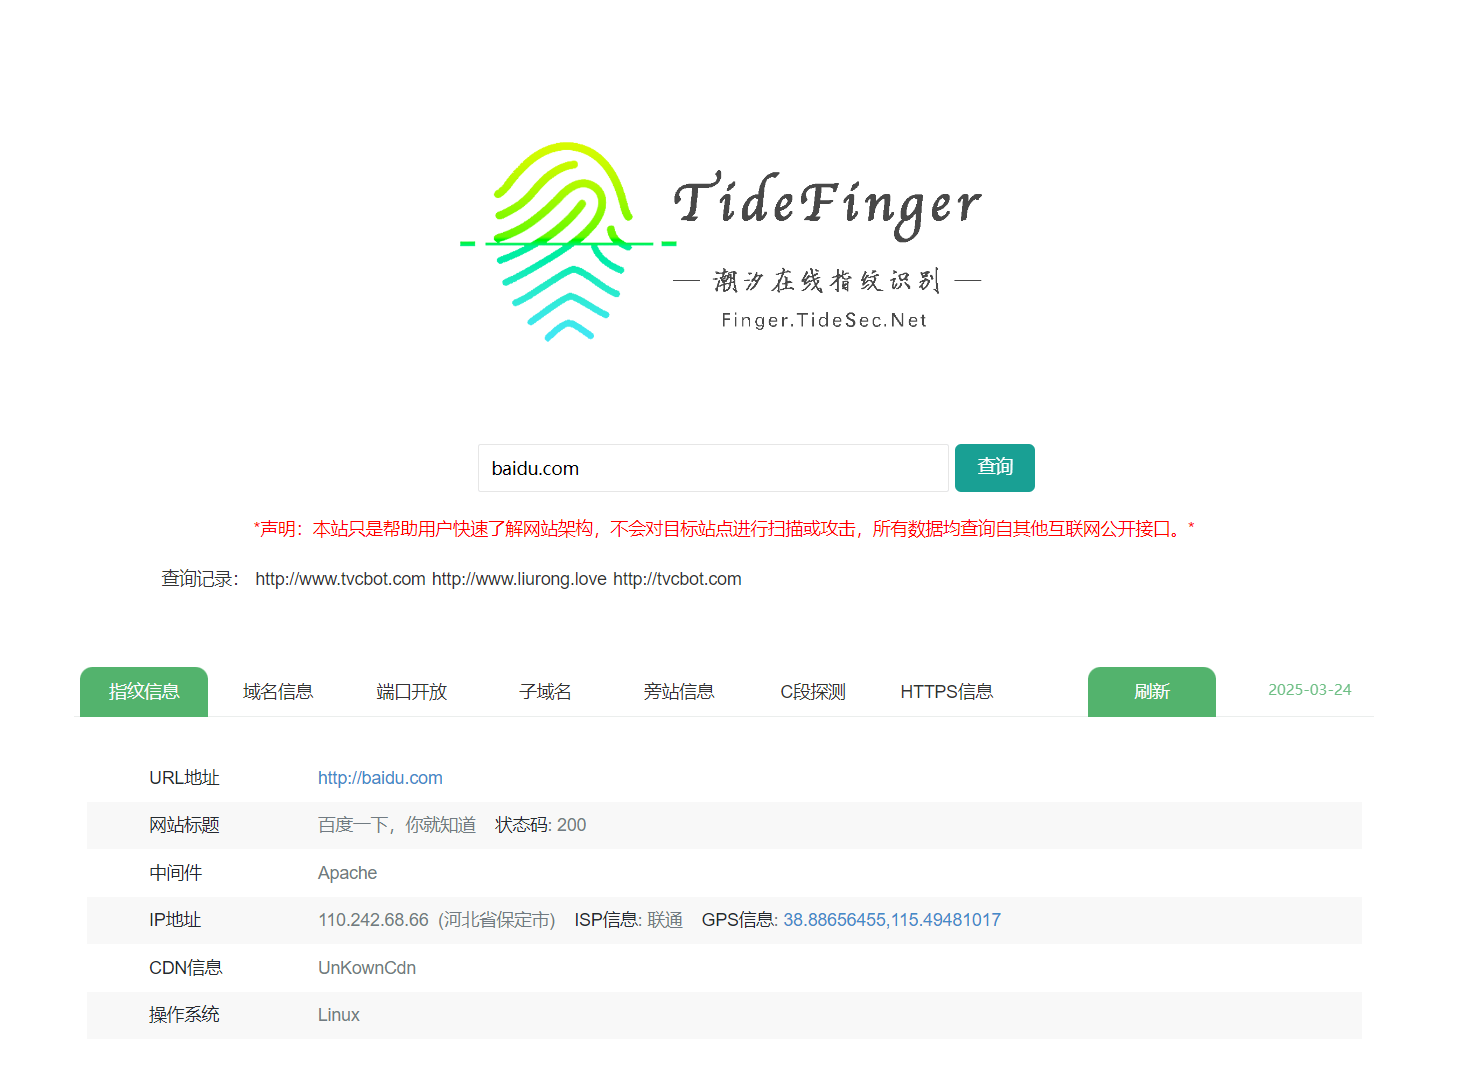 TideFinger
潮汐在线指纹识别
Finger.TideSec.Net
baidu.com 查询
*声明：本站只是帮助用户快速了解网站架构，不会对目标站点进行扫描或攻击，所有数据均查询自其他互联网公开接口。*
查询记录： http://www.tvcbot.com http://www.liurong.love http://tvcbot.com
指纹信息 域名信息 端口开放 子域名 旁站信息 C段探测 HTTPS信息 刷新 2025-03-24
URL地址 http://baidu.com
网站标题 百度一下，你就知道 状态码: 200
中间件 Apache
IP地址 110.242.68.66 (河北省保定市) ISP信息: 联通 GPS信息: 38.88656455,115.49481017
CDN信息 UnKownCdn
操作系统 Linux